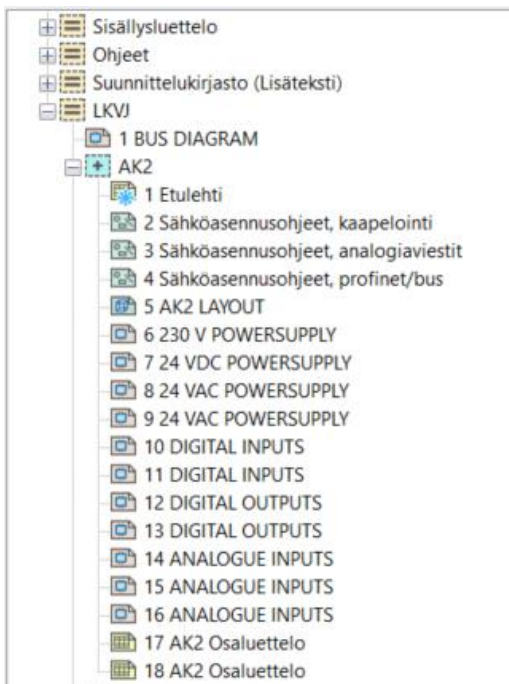 Sisällysluettelo
Ohjeet
Suunnittelukirjasto (Lisäteksti)
LKVJ
1 BUS DIAGRAM
AK2
1 Etulehti
2 Sähköasennusohjeet, kaapelointi
3 Sähköasennusohjeet, analogiaviestit
4 Sähköasennusohjeet, profinet/bus
5 AK2 LAYOUT
6 230 V POWERSUPPLY
7 24 VDC POWERSUPPLY
8 24 VAC POWERSUPPLY
9 24 VAC POWERSUPPLY
10 DIGITAL INPUTS
11 DIGITAL INPUTS
12 DIGITAL OUTPUTS
13 DIGITAL OUTPUTS
14 ANALOGUE INPUTS
15 ANALOGUE INPUTS
16 ANALOGUE INPUTS
17 AK2 Osaluettelo
18 AK2 Osaluettelo